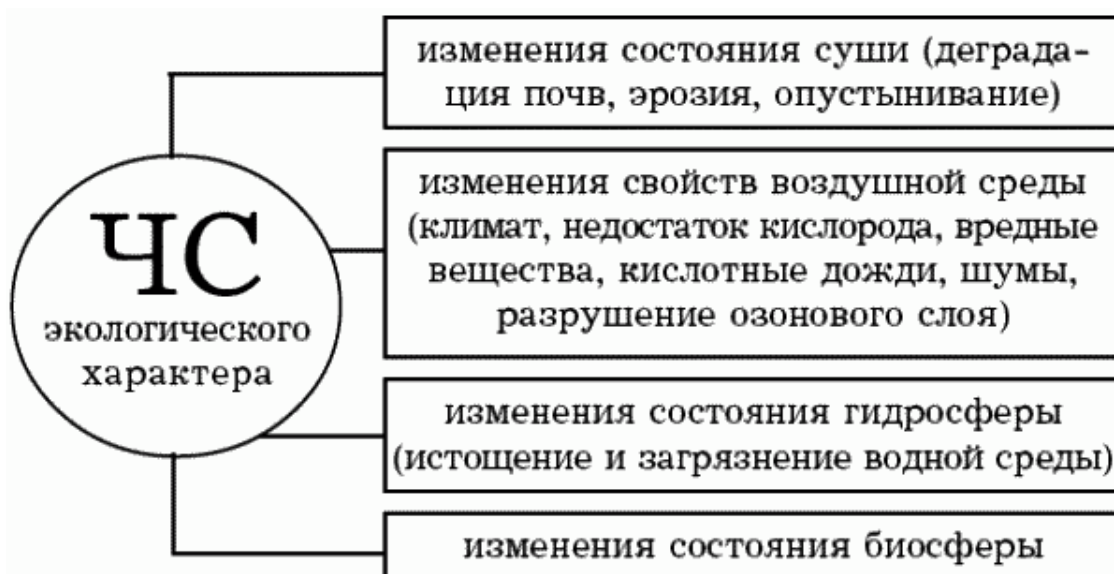 изменения состояния суши (деграда-
ция почв, эрозия, опустынивание)
изменения свойств воздушной среды
(климат, недостаток кислорода, вредные
вещества, кислотные дожди, шумы,
разрушение озонового слоя)
ЧС
экологического
характера
изменения состояния гидросферы
(истощение и загрязнение водной среды)
изменения состояния биосферы